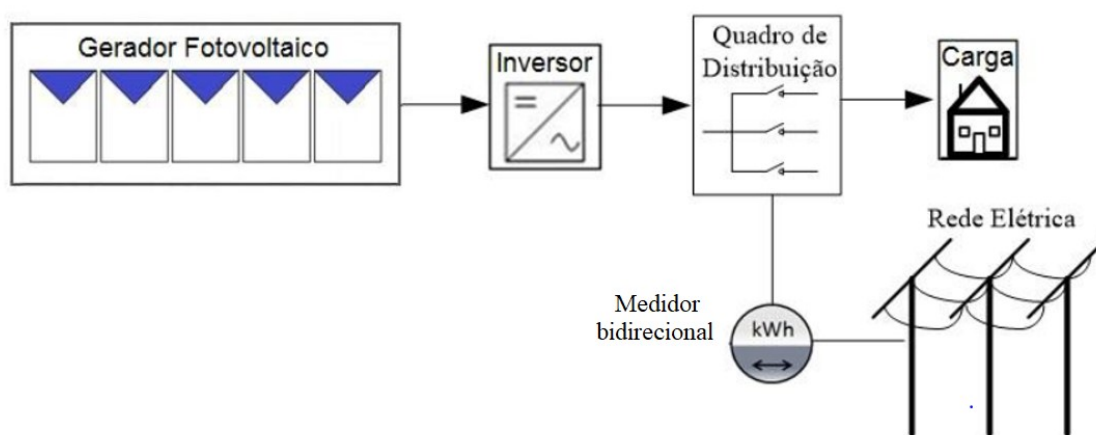 Gerador Fotovoltaico
Inversor
Quadro de
Distribuição
Carga
Rede Elétrica
Medidor
bidirecional
kWh